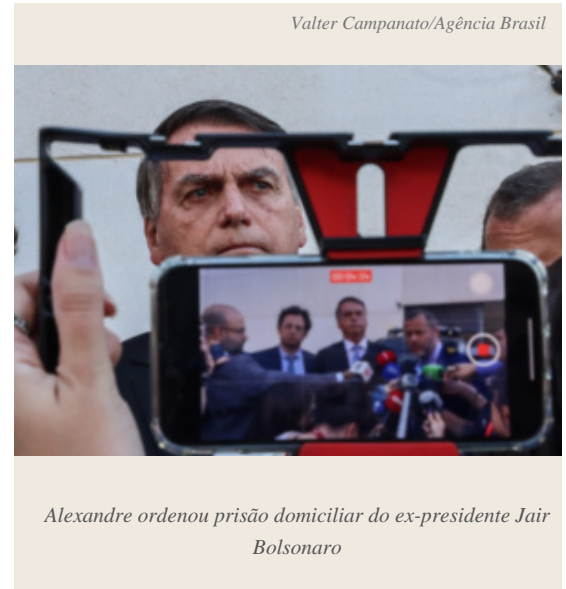 Valter Campanato/Agência Brasil
Alexandre ordenou prisão domiciliar do ex-presidente Jair
Bolsonaro